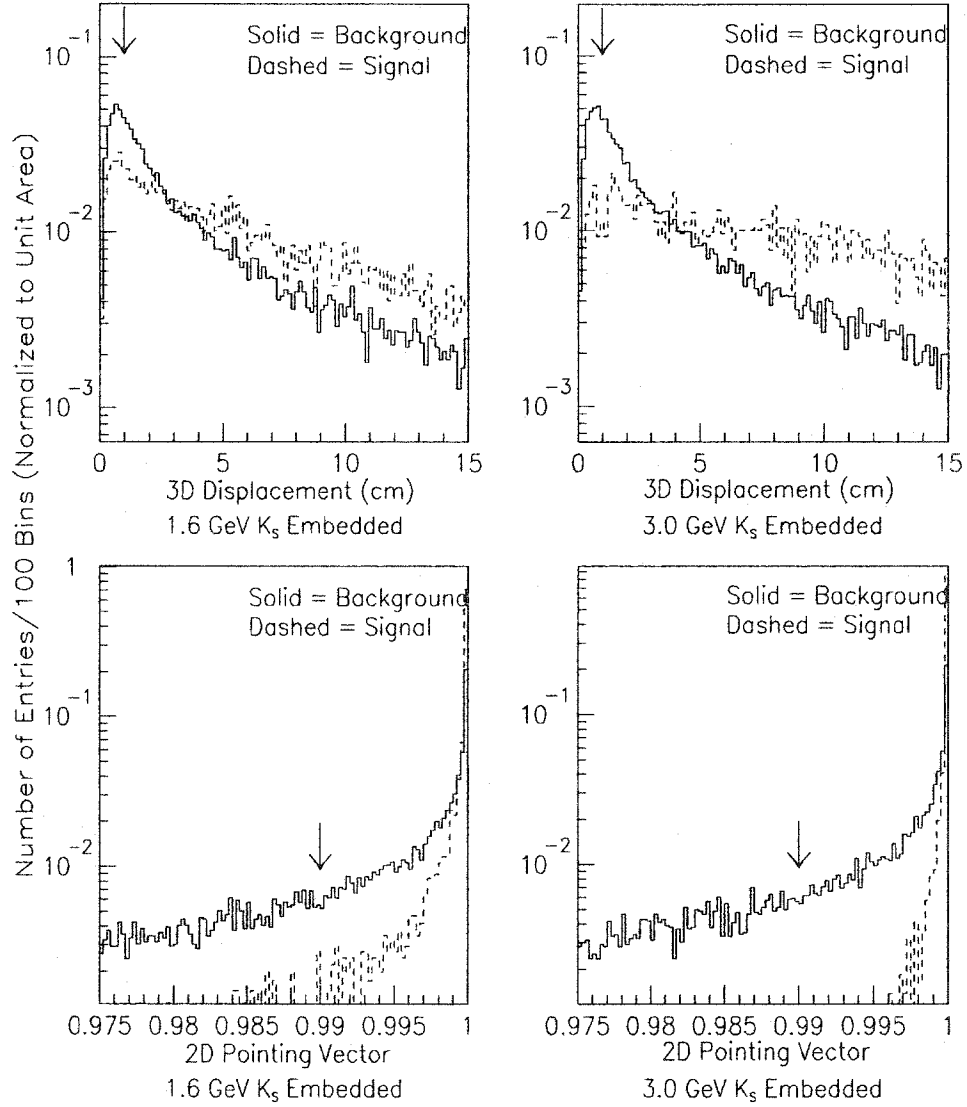 Number of Entries/100 Bins (Normalized to Unit Area)
Solid = Background
Dashed = Signal
10⁻¹
10⁻²
10⁻³
0 5 10 15
3D Displacement (cm)
1.6 GeV Kₛ Embedded
Solid = Background
Dashed = Signal
10⁻¹
10⁻²
10⁻³
0 5 10 15
3D Displacement (cm)
3.0 GeV Kₛ Embedded
Solid = Background
Dashed = Signal
1
10⁻¹
10⁻²
0.975 0.98 0.985 0.99 0.995 1
2D Pointing Vector
1.6 GeV Kₛ Embedded
Solid = Background
Dashed = Signal
10⁻¹
10⁻²
0.975 0.98 0.985 0.99 0.995 1
2D Pointing Vector
3.0 GeV Kₛ Embedded